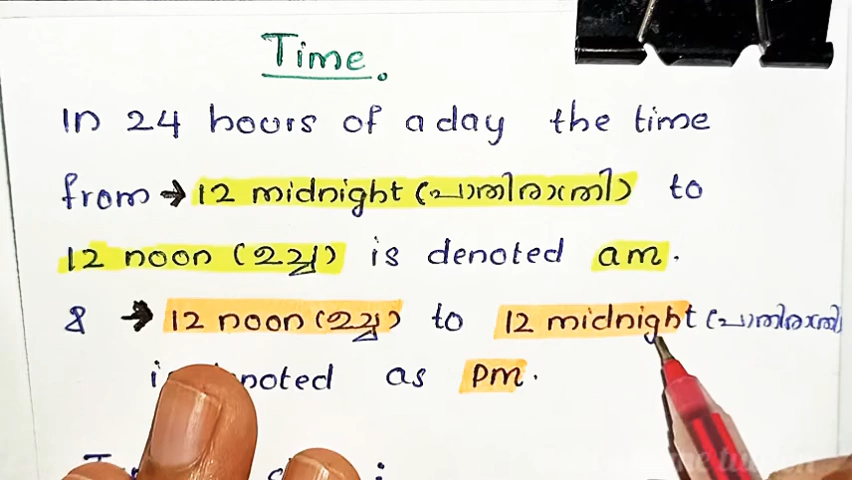 Time.
In 24 hours of a day the time
from → 12 midnight (പാതിരാത്രി) to
12 noon (ഉച്ച) is denoted am.
& → 12 noon (ഉച്ച) to 12 midnight (പാതിരാത്രി)
denoted as pm.